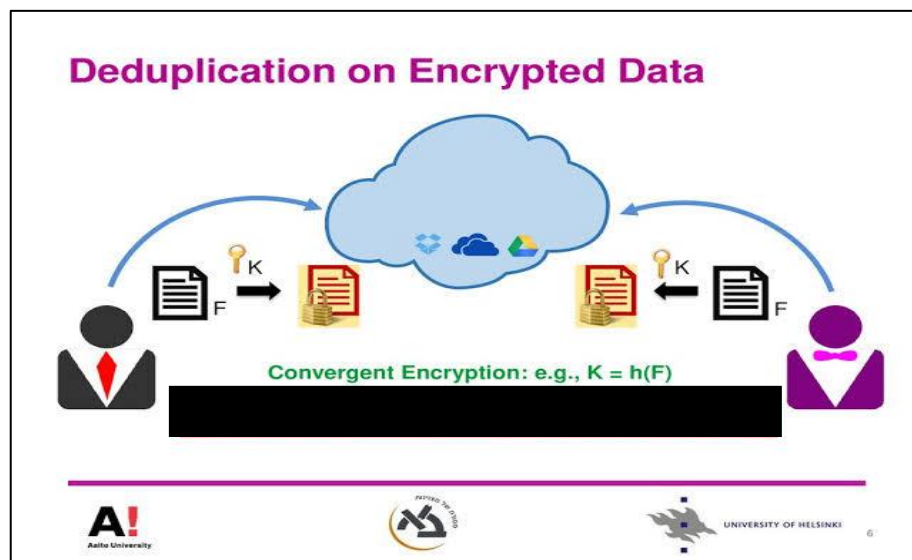 Deduplication on Encrypted Data
K
F
K
F
Convergent Encryption: e.g., K = h(F)
A!
Aalto University
UNIVERSITY OF HELSINKI
6